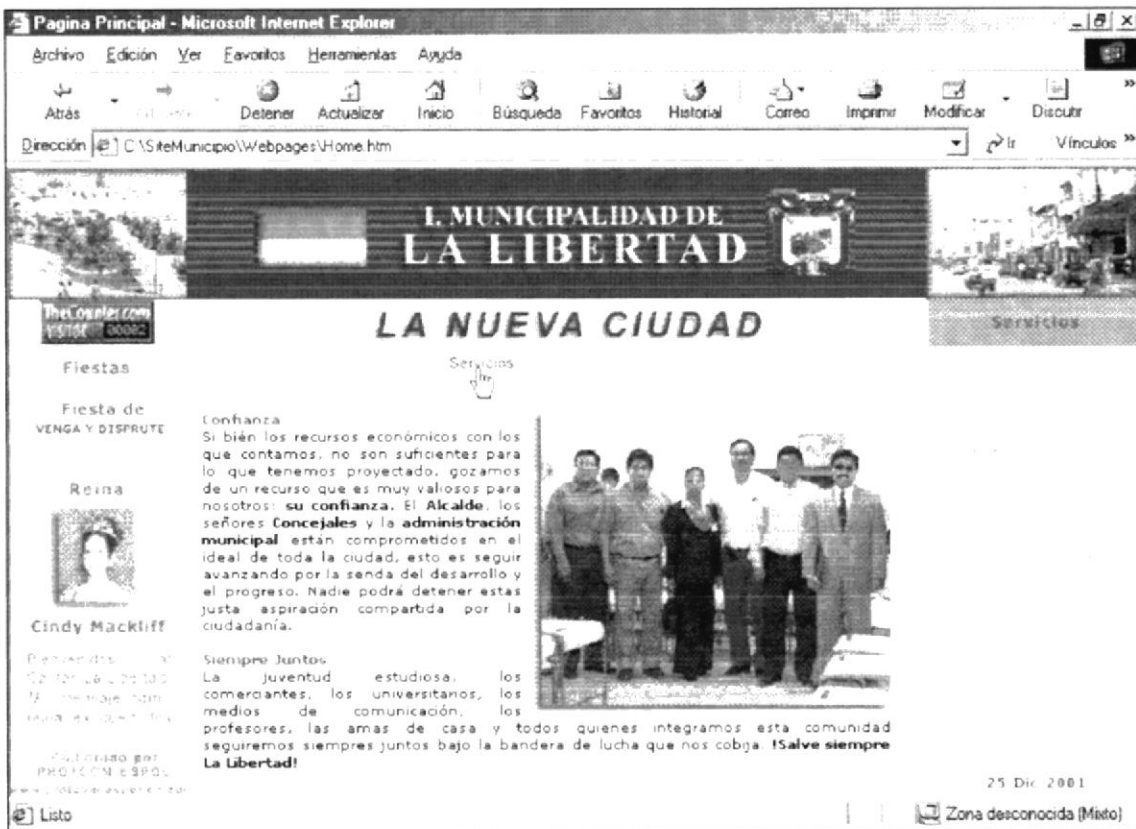 Pagina Principal - Microsoft Internet Explorer
Archivo Edición Ver Favoritos Herramientas Ayuda
Atrás Detener Actualizar Inicio Búsqueda Favoritos Historial Correo Imprimir Modificar Discutir
Dirección C:\SiteMunicipio\Webpages\Home.htm Ir Vínculos
I. MUNICIPALIDAD DE
LA LIBERTAD
TheCounter.com
VISITOR 00002
LA NUEVA CIUDAD
Servicios
Servicios
Fiestas
Fiesta de
VENGA Y DISFRUTE
Reina
Cindy Mackliff
Confianza
Si bién los recursos económicos con los
que contamos, no son suficientes para
lo que tenemos proyectado, gozamos
de un recurso que es muy valiosos para
nosotros: su confianza. El Alcalde, los
señores Concejales y la administración
municipal están comprometidos en el
ideal de toda la ciudad, esto es seguir
avanzando por la senda del desarrollo y
el progreso. Nadie podrá detener estas
justa aspiración compartida por la
ciudadanía.
Siempre Juntos
La juventud estudiosa, los
comerciantes, los universitarios, los
medios de comunicación, los
profesores, las amas de casa y todos quienes integramos esta comunidad
seguiremos siempres juntos bajo la bandera de lucha que nos cobija. !Salve siempre
La Libertad!
por
PROTCOM ESPOL
25 Dic 2001
Listo Zona desconocida (Mixto)